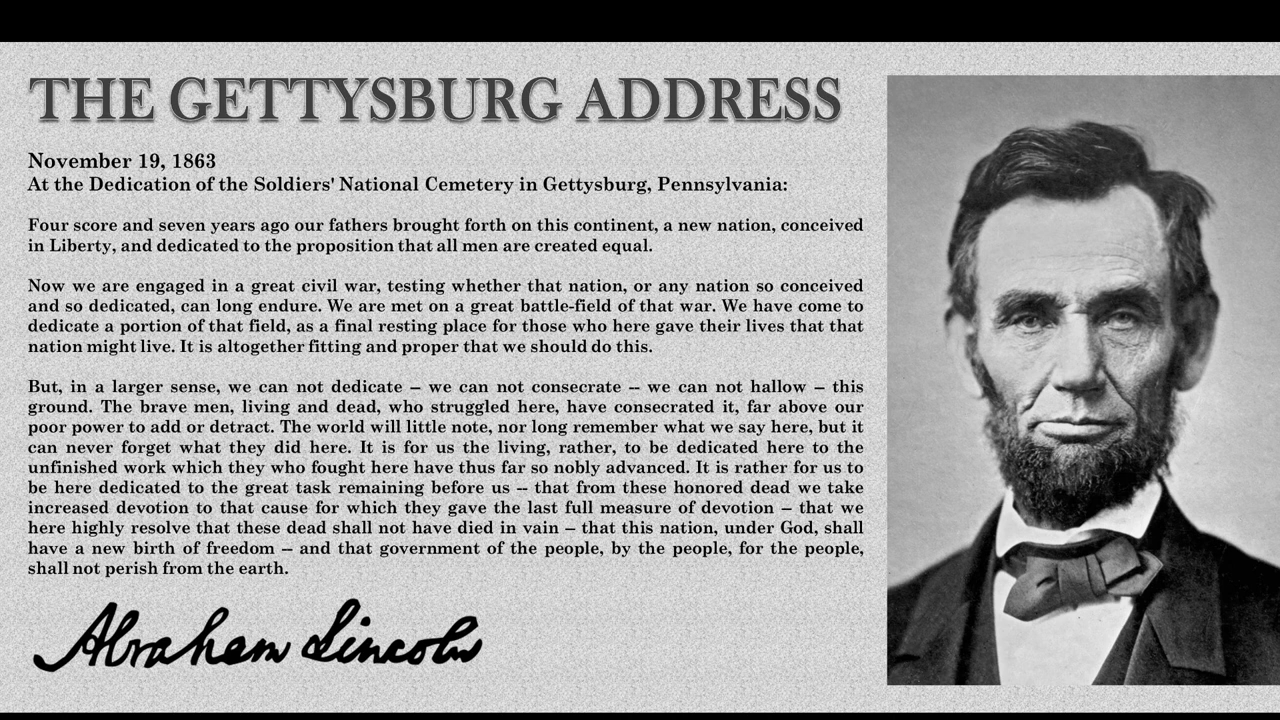 THE GETTYSBURG ADDRESS
November 19, 1863
At the Dedication of the Soldiers' National Cemetery in Gettysburg, Pennsylvania:
Four score and seven years ago our fathers brought forth on this continent, a new nation, conceived
in Liberty, and dedicated to the proposition that all men are created equal.
Now we are engaged in a great civil war, testing whether that nation, or any nation so conceived
and so dedicated, can long endure. We are met on a great battle-field of that war. We have come to
dedicate a portion of that field, as a final resting place for those who here gave their lives that that
nation might live. It is altogether fitting and proper that we should do this.
But, in a larger sense, we can not dedicate – we can not consecrate -- we can not hallow – this
ground. The brave men, living and dead, who struggled here, have consecrated it, far above our
poor power to add or detract. The world will little note, nor long remember what we say here, but it
can never forget what they did here. It is for us the living, rather, to be dedicated here to the
unfinished work which they who fought here have thus far so nobly advanced. It is rather for us to
be here dedicated to the great task remaining before us -- that from these honored dead we take
increased devotion to that cause for which they gave the last full measure of devotion – that we
here highly resolve that these dead shall not have died in vain – that this nation, under God, shall
have a new birth of freedom – and that government of the people, by the people, for the people,
shall not perish from the earth.
Abraham Lincoln